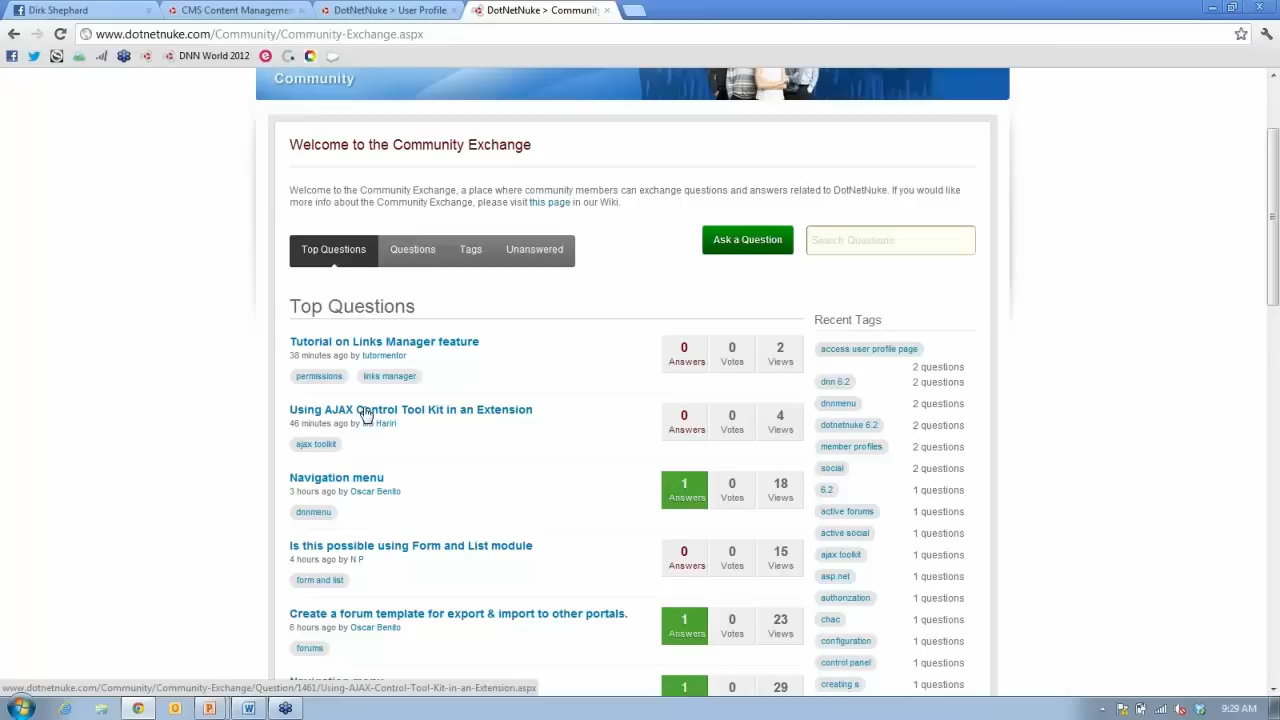 Dirk Shephard
CMS Content Managemen
DotNetNuke > User Profile
DotNetNuke > Communit
www.dotnetnuke.com/Community/Community-Exchange.aspx
DNN World 2012
Community
Welcome to the Community Exchange
Welcome to the Community Exchange, a place where community members can exchange questions and answers related to DotNetNuke. If you would like
more info about the Community Exchange, please visit this page in our Wiki.
Top Questions Questions Tags Unanswered
Ask a Question
Search Questions
Top Questions
Tutorial on Links Manager feature
38 minutes ago by tutormentor
permissions links manager
0 Answers
0 Votes
2 Views
Using AJAX Control Tool Kit in an Extension
46 minutes ago by Hariri
ajax toolkit
0 Answers
0 Votes
4 Views
Navigation menu
3 hours ago by Oscar Benito
dnnmenu
1 Answers
0 Votes
18 Views
Is this possible using Form and List module
4 hours ago by N P
form and list
0 Answers
0 Votes
15 Views
Create a forum template for export & import to other portals.
6 hours ago by Oscar Benito
forums
1 Answers
0 Votes
23 Views
Navigation menu
1
0
29
Recent Tags
access user profile page
2 questions
dnn 6.2 2 questions
dnnmenu 2 questions
dotnetnuke 6.2 2 questions
member profiles 2 questions
social 2 questions
6.2 1 questions
active forums 1 questions
active social 1 questions
ajax toolkit 1 questions
asp.net 1 questions
authorization 1 questions
chac 1 questions
configuration 1 questions
control panel 1 questions
creating s 1 questions
www.dotnetnuke.com/Community/Community-Exchange/Question/1461/Using-AJAX-Control-Tool-Kit-in-an-Extension.aspx
9:29 AM